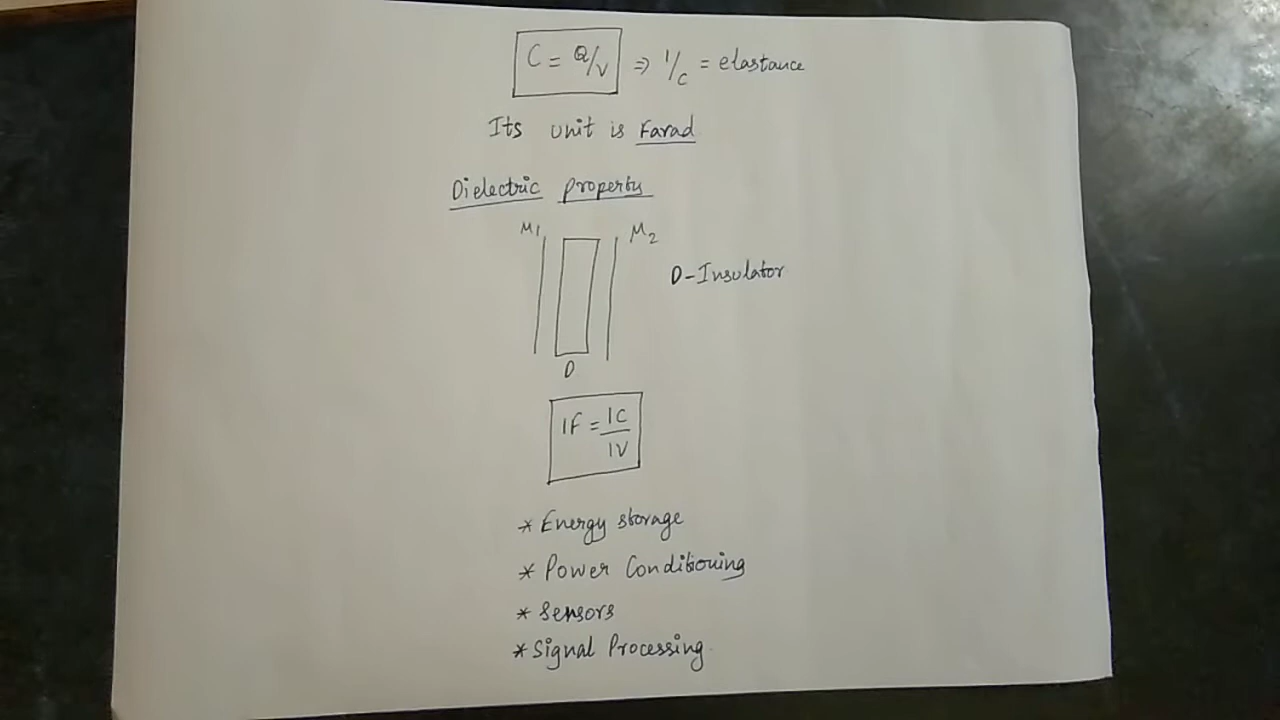 C = Q/V ⇒ 1/C = elastance
Its unit is Farad
Dielectric Property
M1 M2
D-Insulator
D
1F = 1C/1V
* Energy storage
* Power Conditioning
* Sensors
* Signal Processing